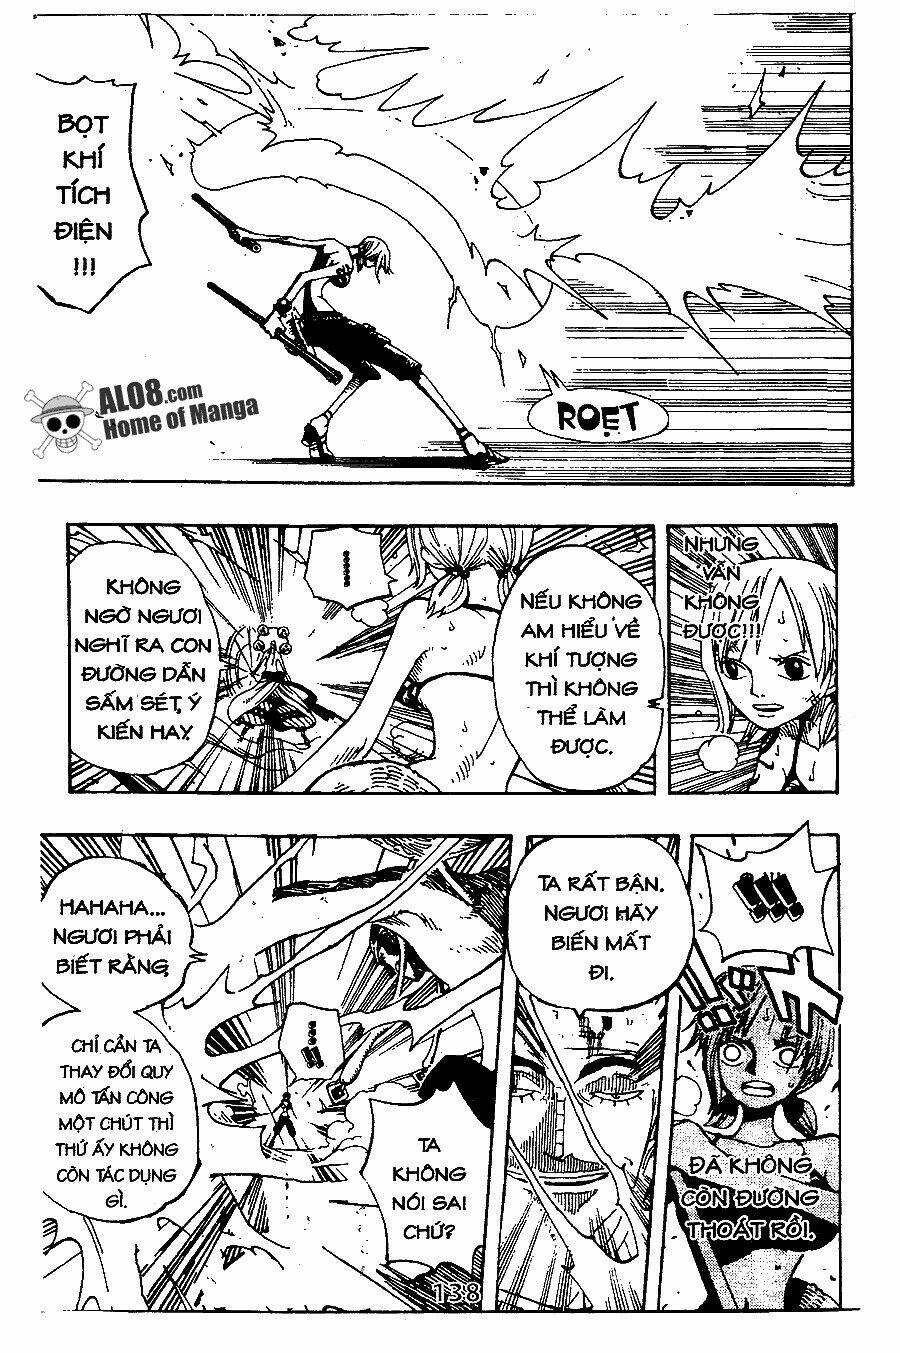 BỌT
KHÍ
TÍCH
ĐIỆN
!!!
ALO8.com
Home of Manga
ROẸT
NHƯNG
VẪN
KHÔNG
ĐƯỢC!!!
NẾU KHÔNG
AM HIỂU VỀ
KHÍ TƯỢNG
THÌ KHÔNG
THỂ LÀM
ĐƯỢC.
KHÔNG
NGỜ NGƯƠI
NGHĨ RA CON
ĐƯỜNG DẪN
SẤM SÉT, Ý
KIẾN HAY.
HAHAHA...
NGƯƠI PHẢI
BIẾT RẰNG,
CHỈ CẦN TA
THAY ĐỔI QUY
MÔ TẤN CÔNG
MỘT CHÚT THÌ
THỨ ẤY KHÔNG
CÒN TÁC DỤNG
GÌ.
TA
KHÔNG
NÓI SAI
CHỨ?
TA RẤT BẬN.
NGƯƠI HÃY
BIẾN MẤT
ĐI.
!!!
ĐÃ KHÔNG
CÒN ĐƯỜNG
THOÁT RỒI.
138